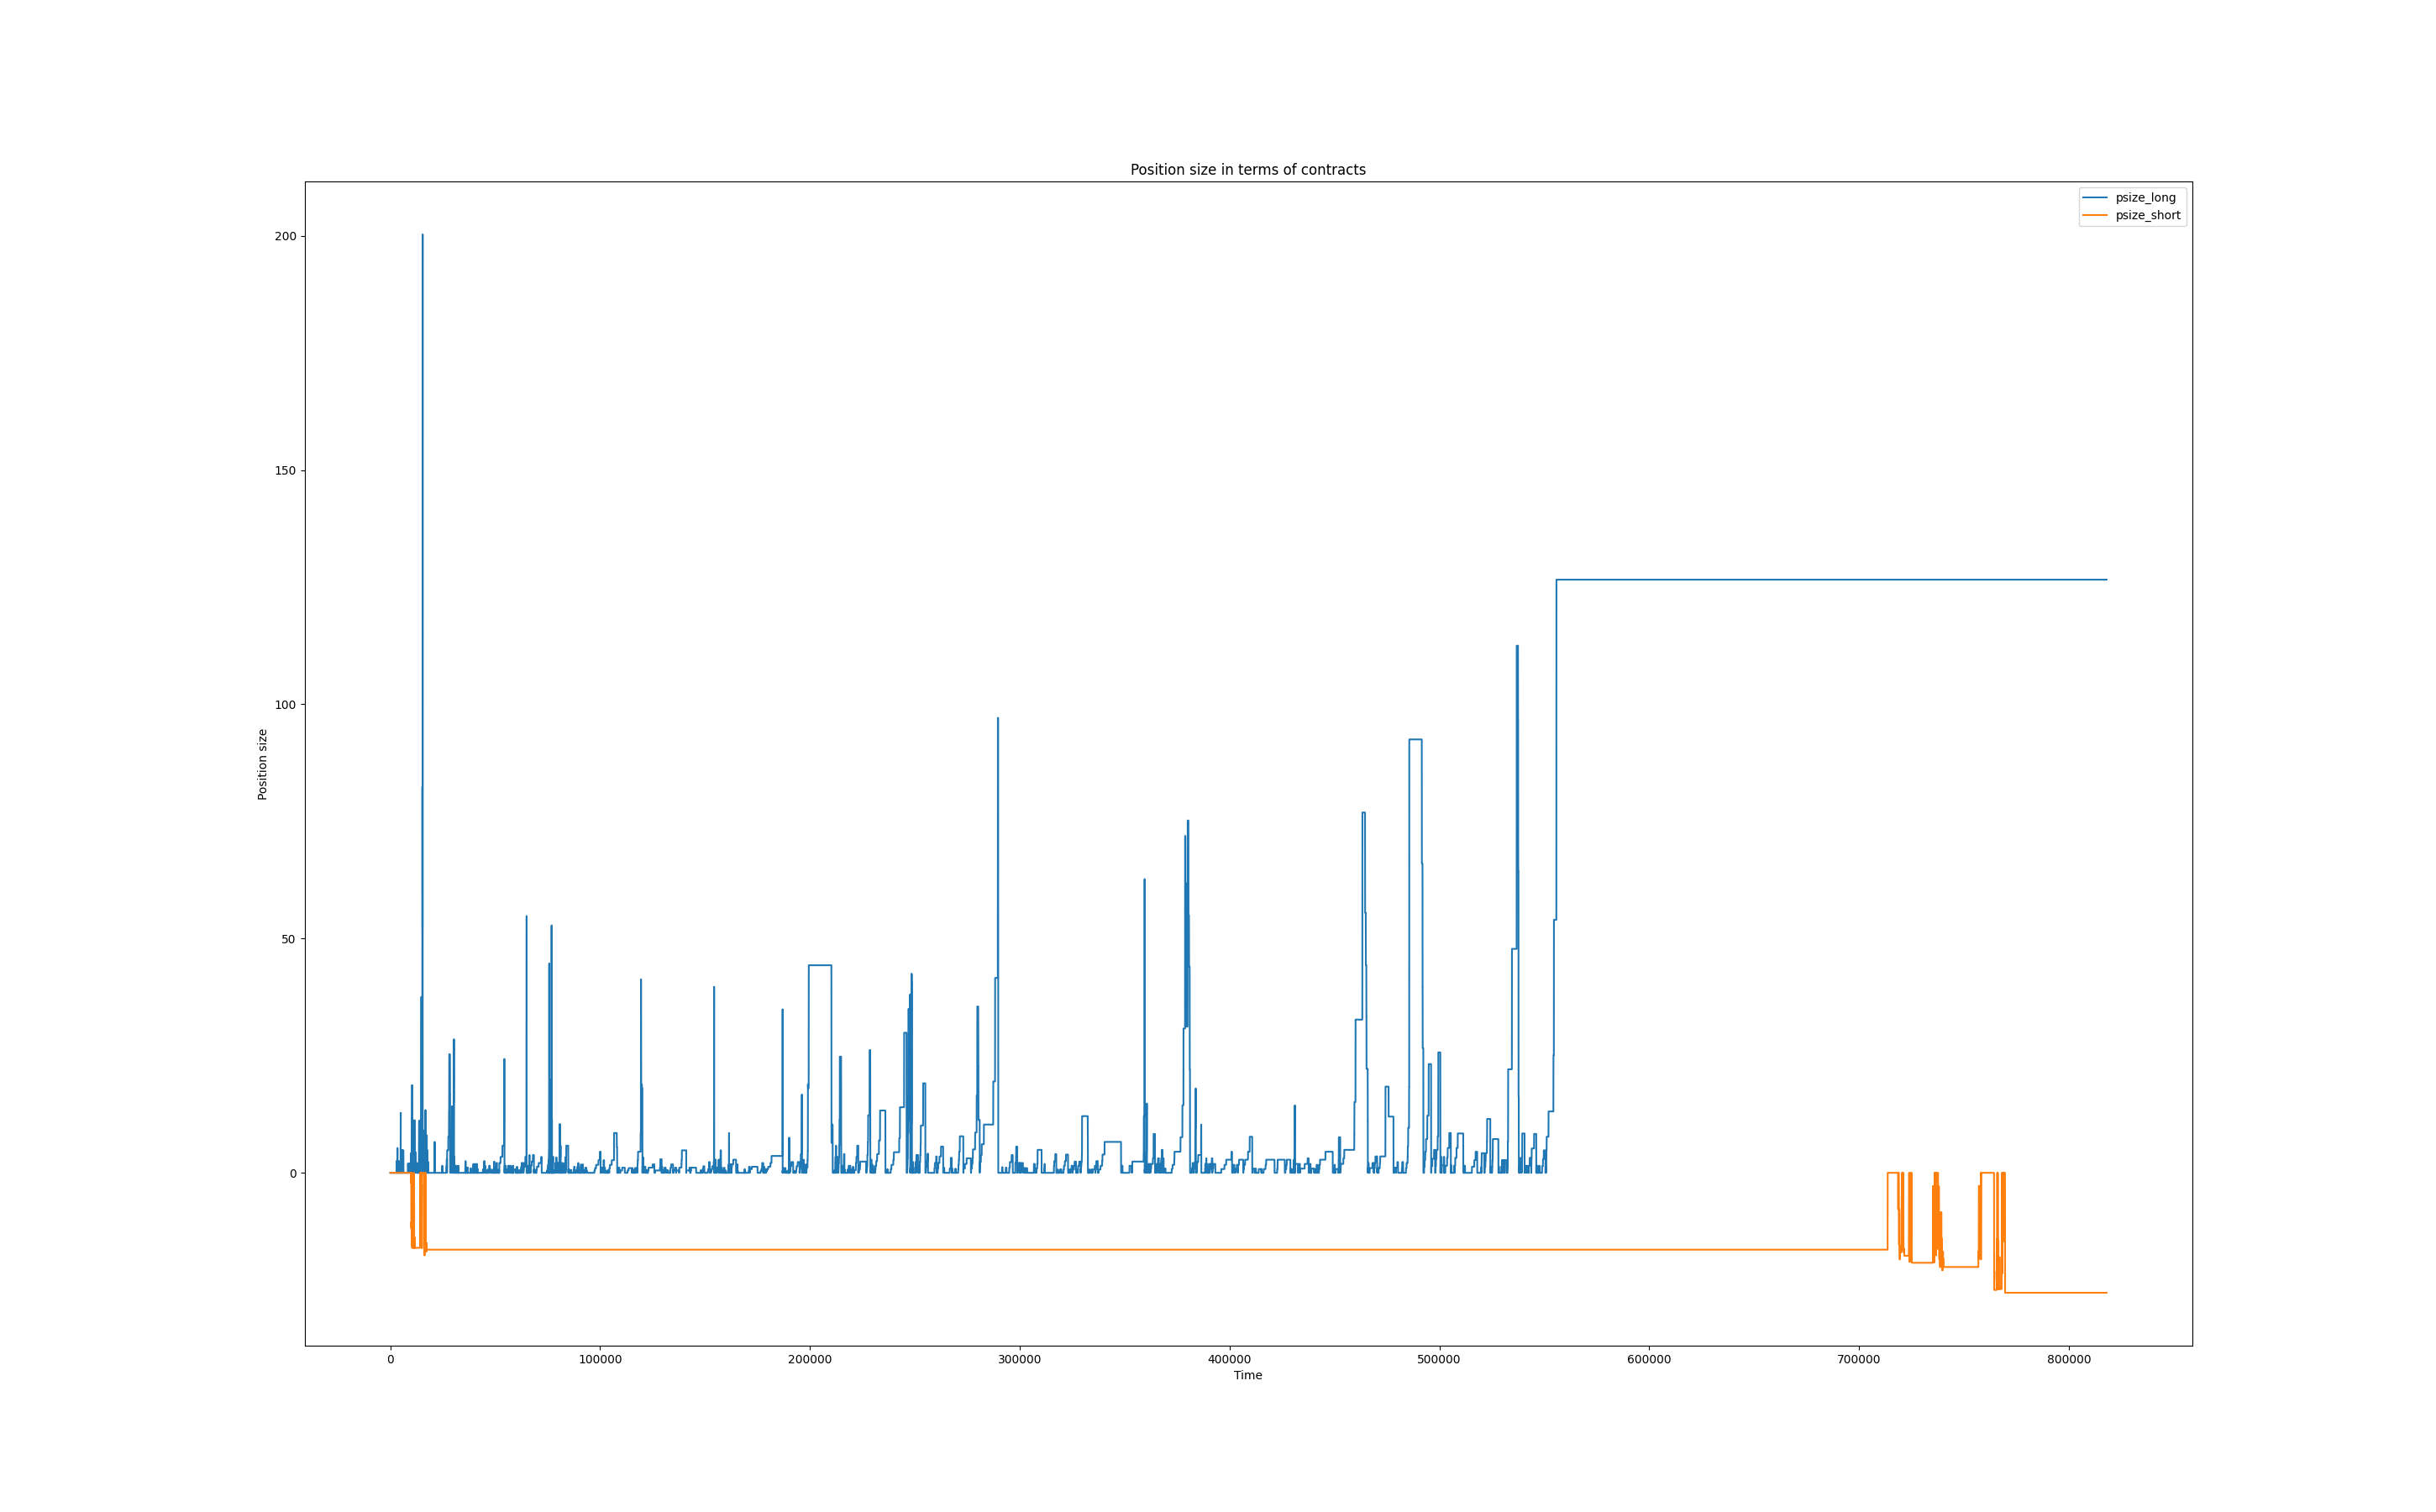 Position size in terms of contracts
psize_long
psize_short
200
150
100
50
0
Position size
0 100000 200000 300000 400000 500000 600000 700000 800000
Time